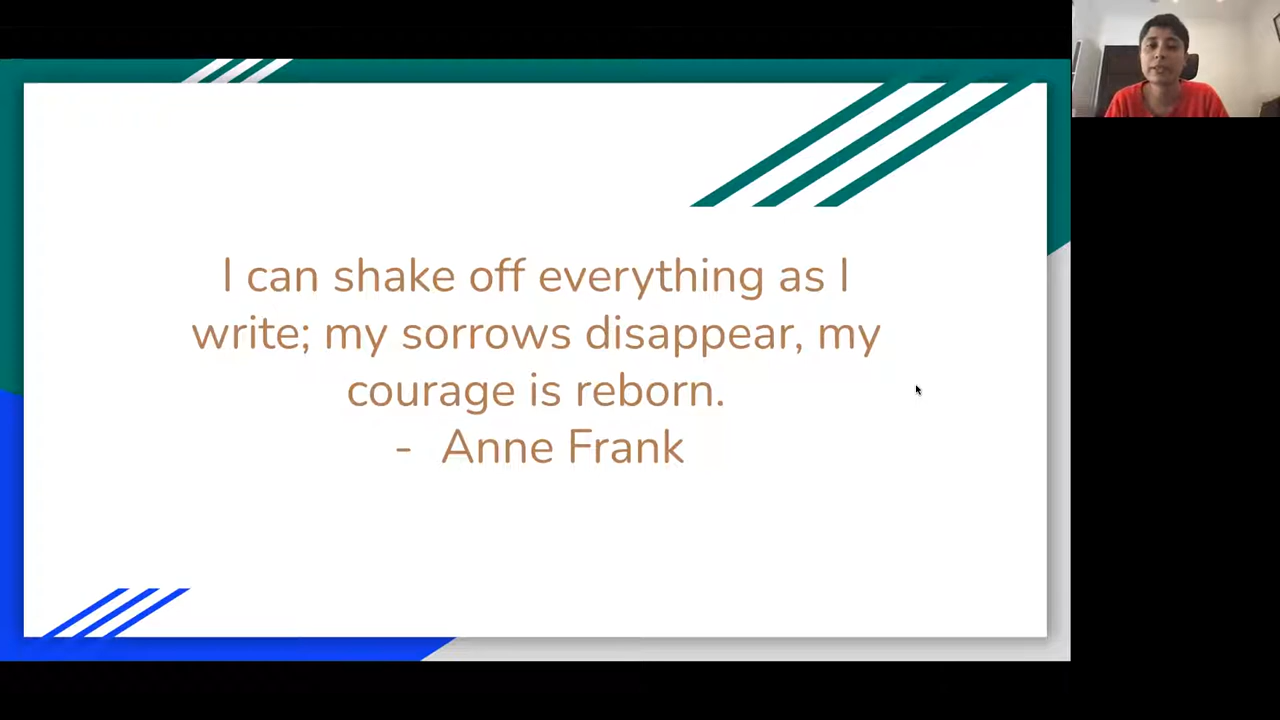 I can shake off everything as I
write; my sorrows disappear, my
courage is reborn.
- Anne Frank